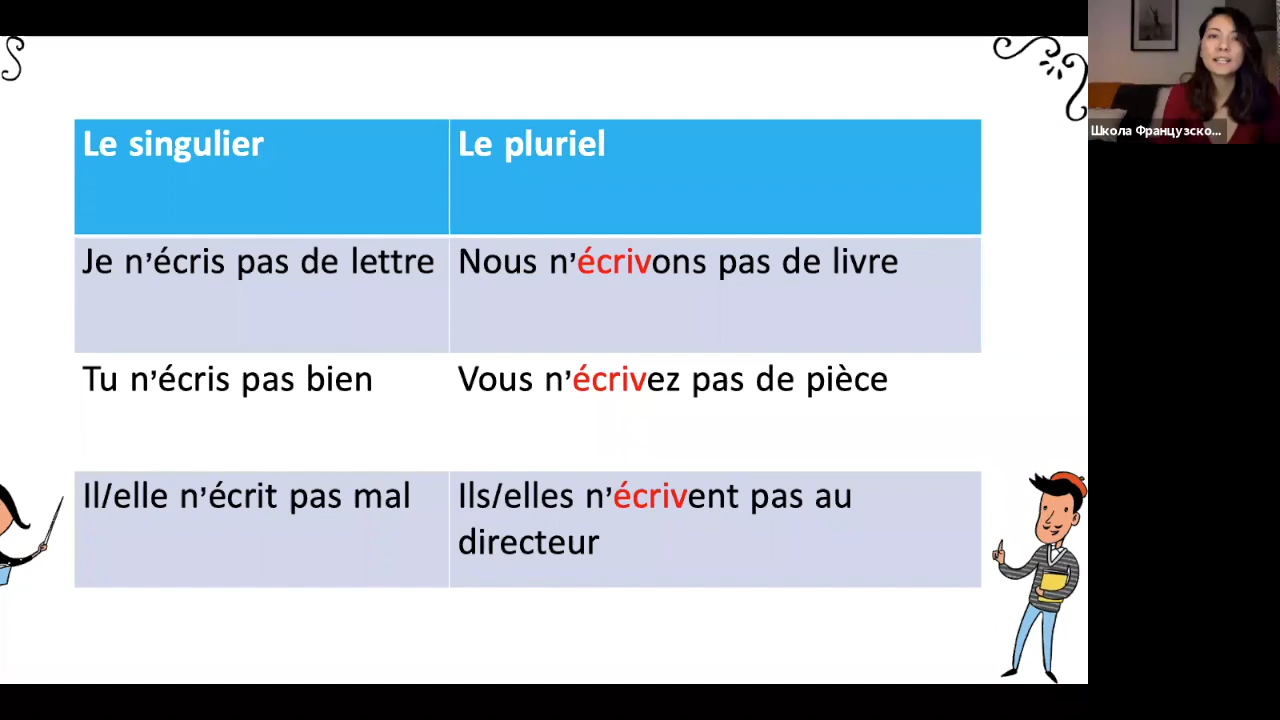 Le singulier
Le pluriel
Je n’écris pas de lettre
Nous n’écrivons pas de livre
Tu n’écris pas bien
Vous n’écrivez pas de pièce
Il/elle n’écrit pas mal
Ils/elles n’écrivent pas au
directeur
Школа Французско...